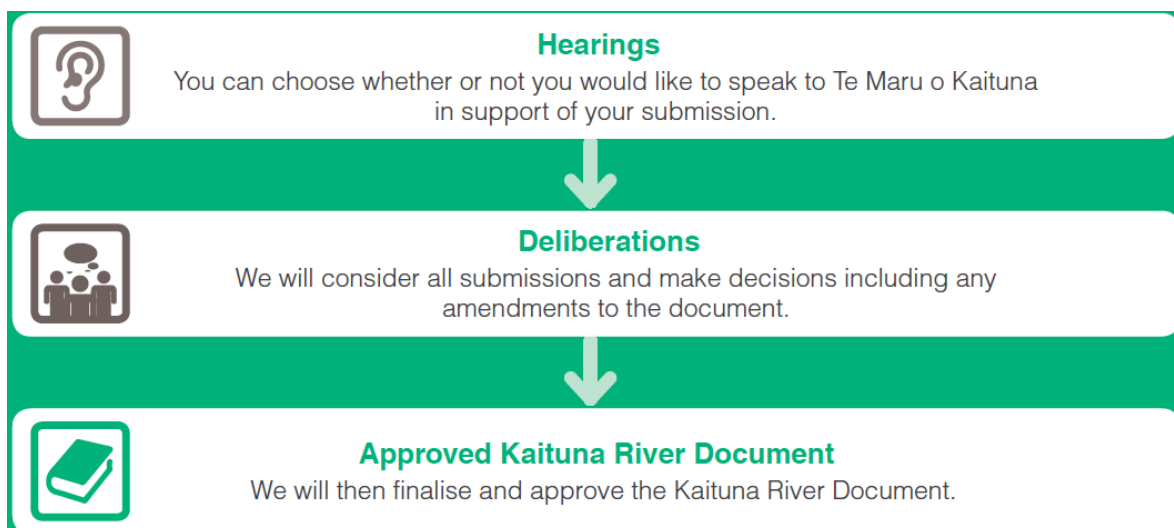 Hearings
You can choose whether or not you would like to speak to Te Maru o Kaituna
in support of your submission.
Deliberations
We will consider all submissions and make decisions including any
amendments to the document.
Approved Kaituna River Document
We will then finalise and approve the Kaituna River Document.